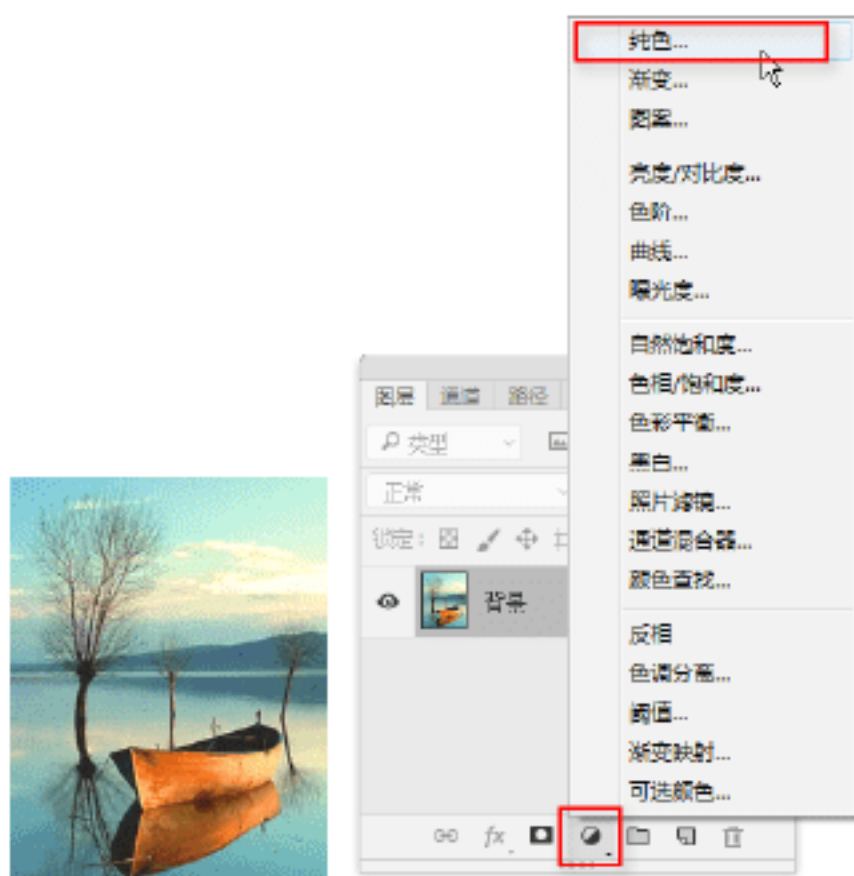 纯色...
渐变...
图案...
亮度/对比度...
色阶...
曲线...
曝光度...
自然饱和度...
色相/饱和度...
色彩平衡...
黑白...
照片滤镜...
通道混合器...
颜色查找...
反相
色调分离...
阈值...
渐变映射...
可选颜色...
图层 通道 路径
类型
正常
锁定:
背景
fx